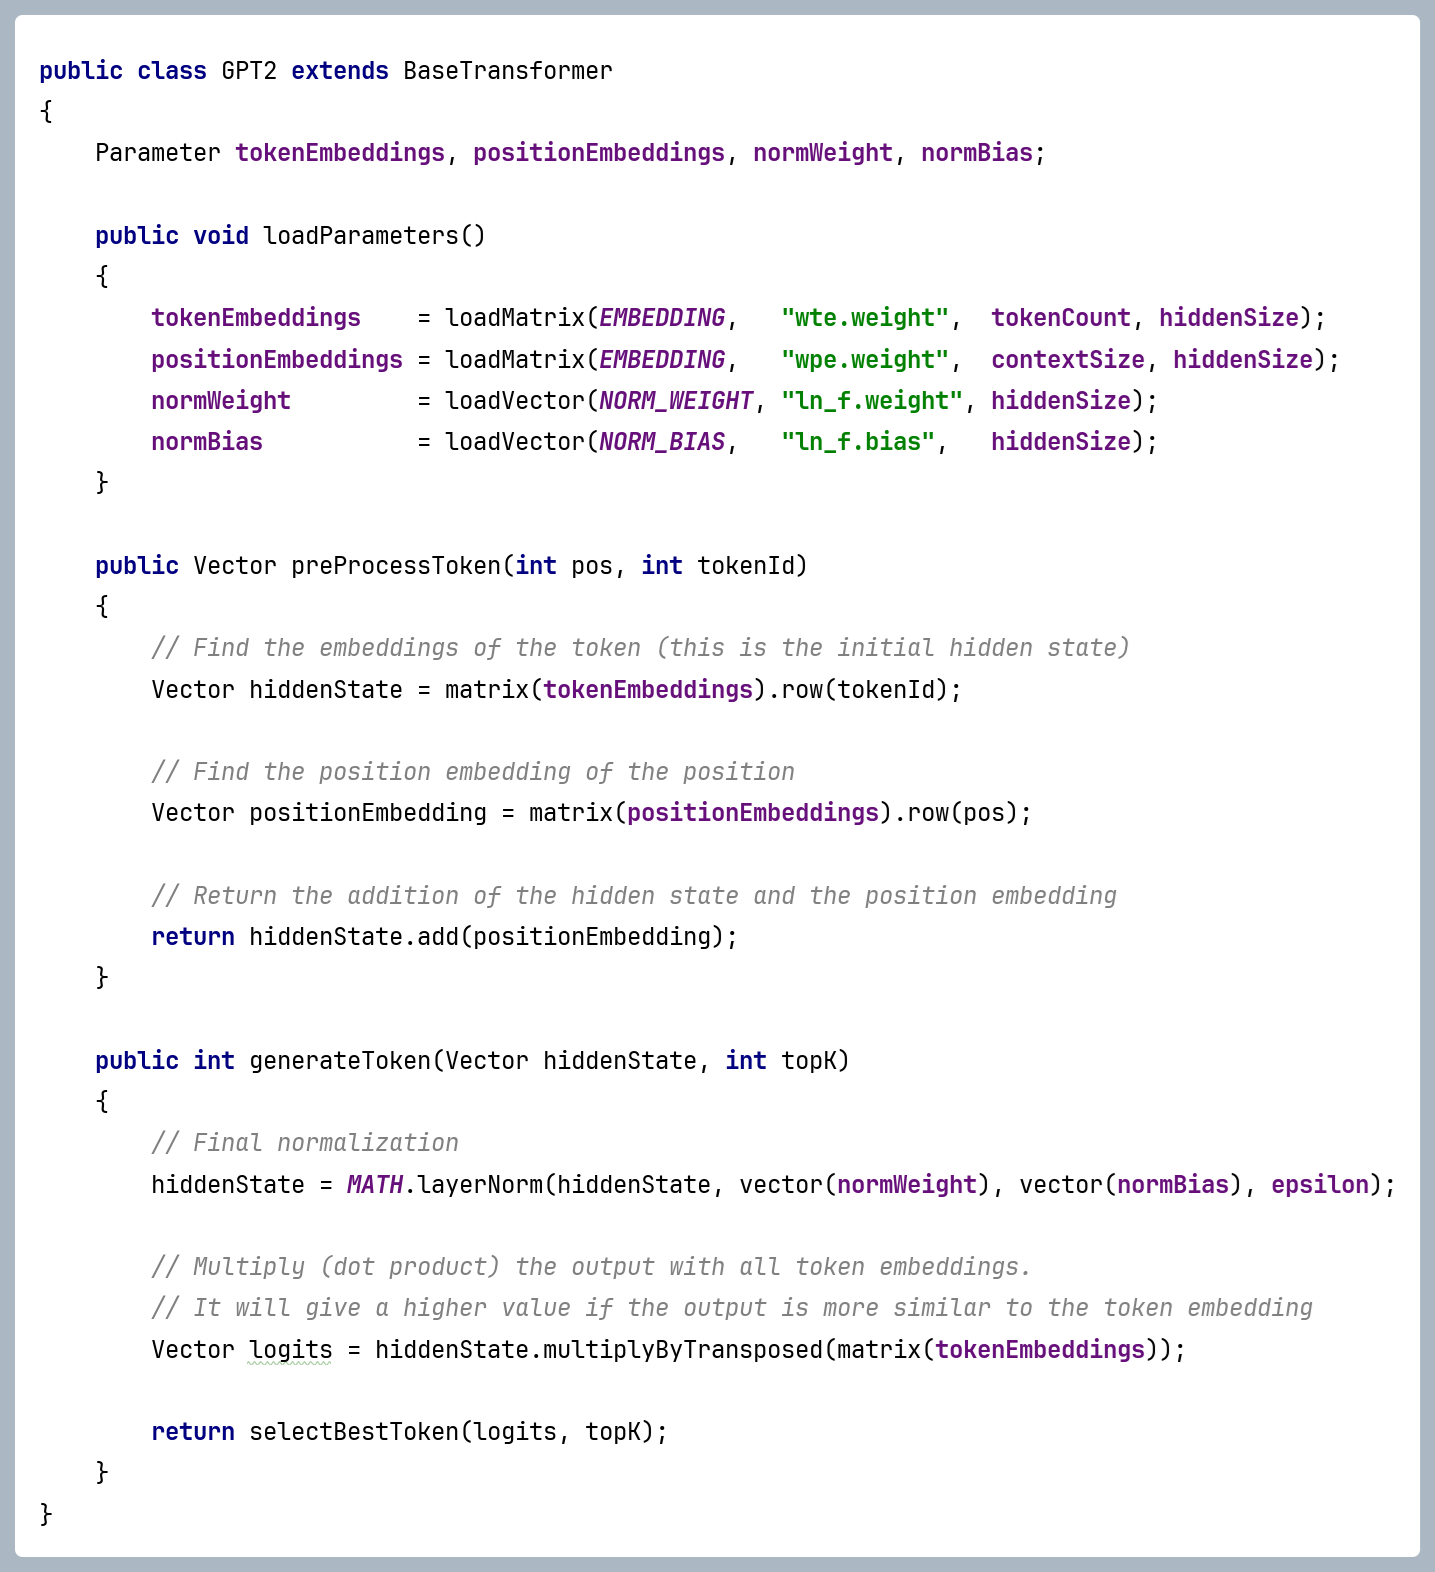 public class GPT2 extends BaseTransformer
{
    Parameter tokenEmbeddings, positionEmbeddings, normWeight, normBias;

    public void loadParameters()
    {
        tokenEmbeddings    = loadMatrix(EMBEDDING,   "wte.weight",  tokenCount, hiddenSize);
        positionEmbeddings = loadMatrix(EMBEDDING,   "wpe.weight",  contextSize, hiddenSize);
        normWeight         = loadVector(NORM_WEIGHT, "ln_f.weight", hiddenSize);
        normBias           = loadVector(NORM_BIAS,   "ln_f.bias",   hiddenSize);
    }

    public Vector preProcessToken(int pos, int tokenId)
    {
        // Find the embeddings of the token (this is the initial hidden state)
        Vector hiddenState = matrix(tokenEmbeddings).row(tokenId);

        // Find the position embedding of the position
        Vector positionEmbedding = matrix(positionEmbeddings).row(pos);

        // Return the addition of the hidden state and the position embedding
        return hiddenState.add(positionEmbedding);
    }

    public int generateToken(Vector hiddenState, int topK)
    {
        // Final normalization
        hiddenState = MATH.layerNorm(hiddenState, vector(normWeight), vector(normBias), epsilon);

        // Multiply (dot product) the output with all token embeddings.
        // It will give a higher value if the output is more similar to the token embedding
        Vector logits = hiddenState.multiplyByTransposed(matrix(tokenEmbeddings));

        return selectBestToken(logits, topK);
    }
}